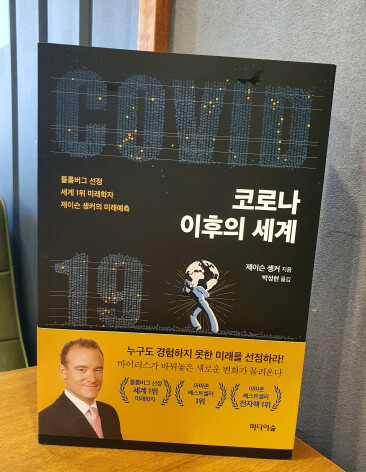 COVID
블룸버그 선정
세계 1위 미래학자
제이슨 솅커의 미래예측
코로나
이후의 세계
제이슨 솅커 지음
박성현 옮김
19
누구도 경험하지 못한 미래를 선점하라!
바이러스가 바꿔놓은 새로운 변화가 몰려온다
블룸버그 선정
세계 1위
미래학자
아마존
베스트셀러
1위
아마존
베스트셀러
전자책 1위
미디어숲